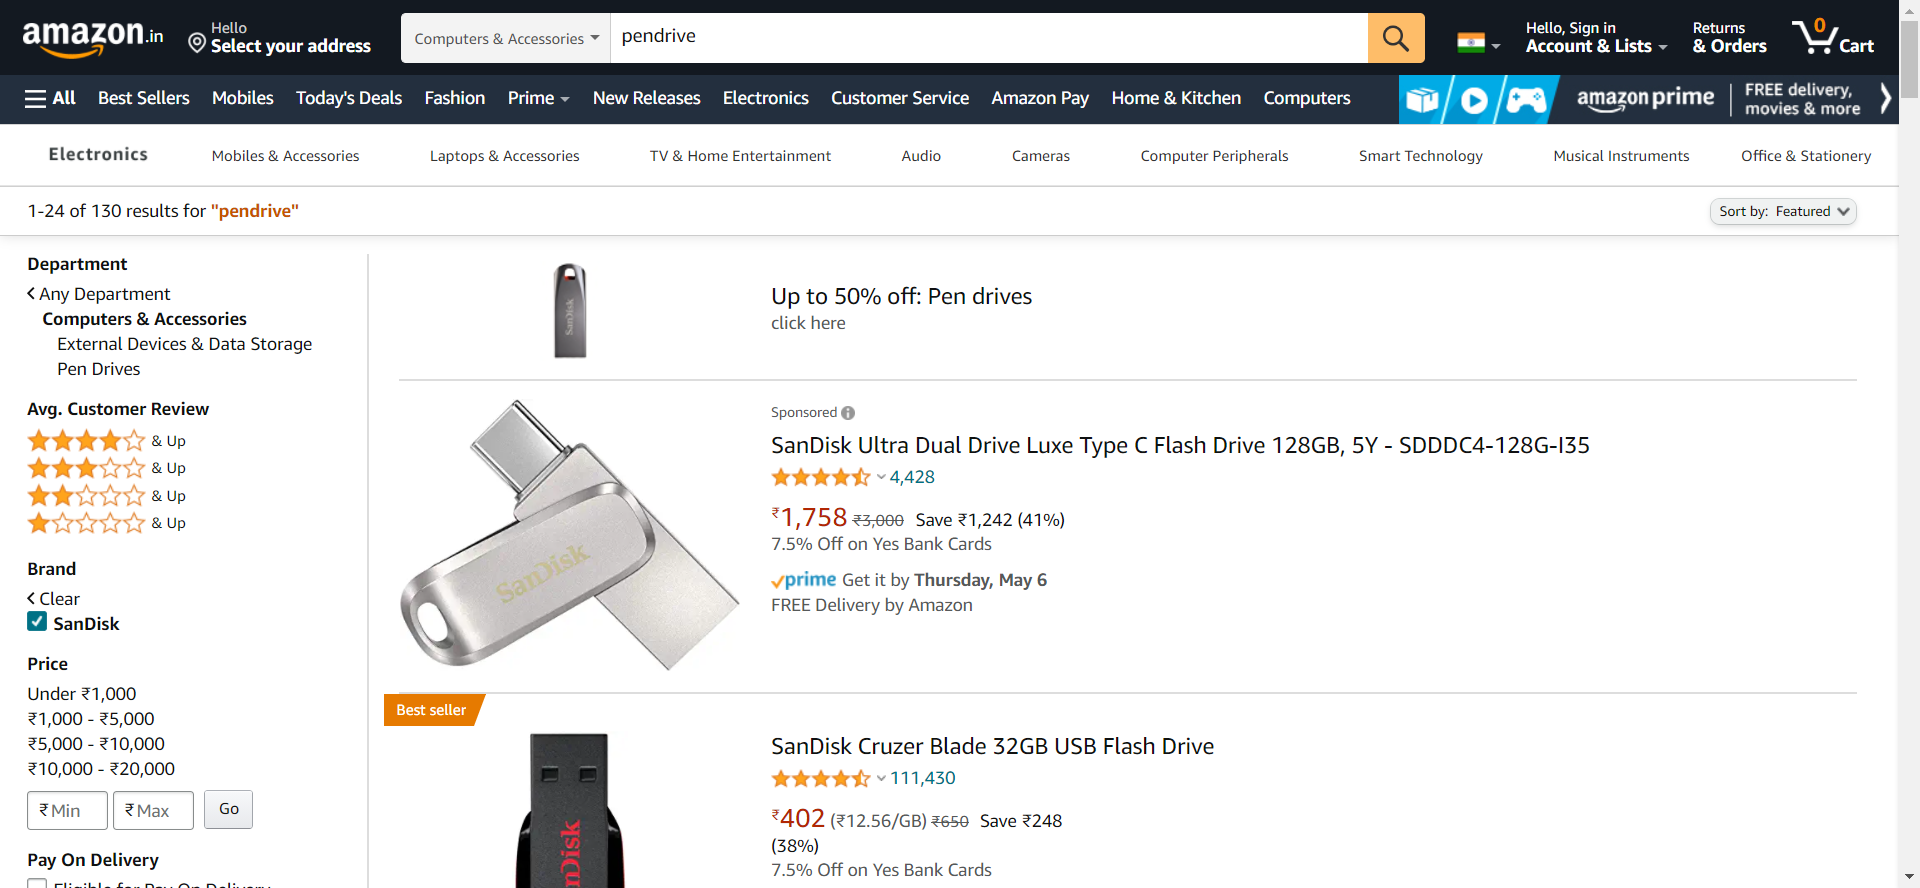 amazon.in
Hello
Select your address
Computers & Accessories
pendrive
Hello, Sign in
Account & Lists
Returns
& Orders
0
Cart
All
Best Sellers
Mobiles
Today's Deals
Fashion
Prime
New Releases
Electronics
Customer Service
Amazon Pay
Home & Kitchen
Computers
amazon prime
FREE delivery,
movies & more
Electronics
Mobiles & Accessories
Laptops & Accessories
TV & Home Entertainment
Audio
Cameras
Computer Peripherals
Smart Technology
Musical Instruments
Office & Stationery
1-24 of 130 results for "pendrive"
Sort by: Featured
Department
Any Department
Computers & Accessories
External Devices & Data Storage
Pen Drives
Avg. Customer Review
& Up
& Up
& Up
& Up
Brand
Clear
SanDisk
Price
Under ₹1,000
₹1,000 - ₹5,000
₹5,000 - ₹10,000
₹10,000 - ₹20,000
₹ Min
₹ Max
Go
Pay On Delivery
Eligible for Pay On Delivery
SanDisk
Up to 50% off: Pen drives
click here
SanDisk
Sponsored
SanDisk Ultra Dual Drive Luxe Type C Flash Drive 128GB, 5Y - SDDDC4-128G-I35
4,428
₹1,758 ₹3,000 Save ₹1,242 (41%)
7.5% Off on Yes Bank Cards
prime Get it by Thursday, May 6
FREE Delivery by Amazon
Best seller
nDisk
SanDisk Cruzer Blade 32GB USB Flash Drive
111,430
₹402 (₹12.56/GB) ₹650 Save ₹248
(38%)
7.5% Off on Yes Bank Cards